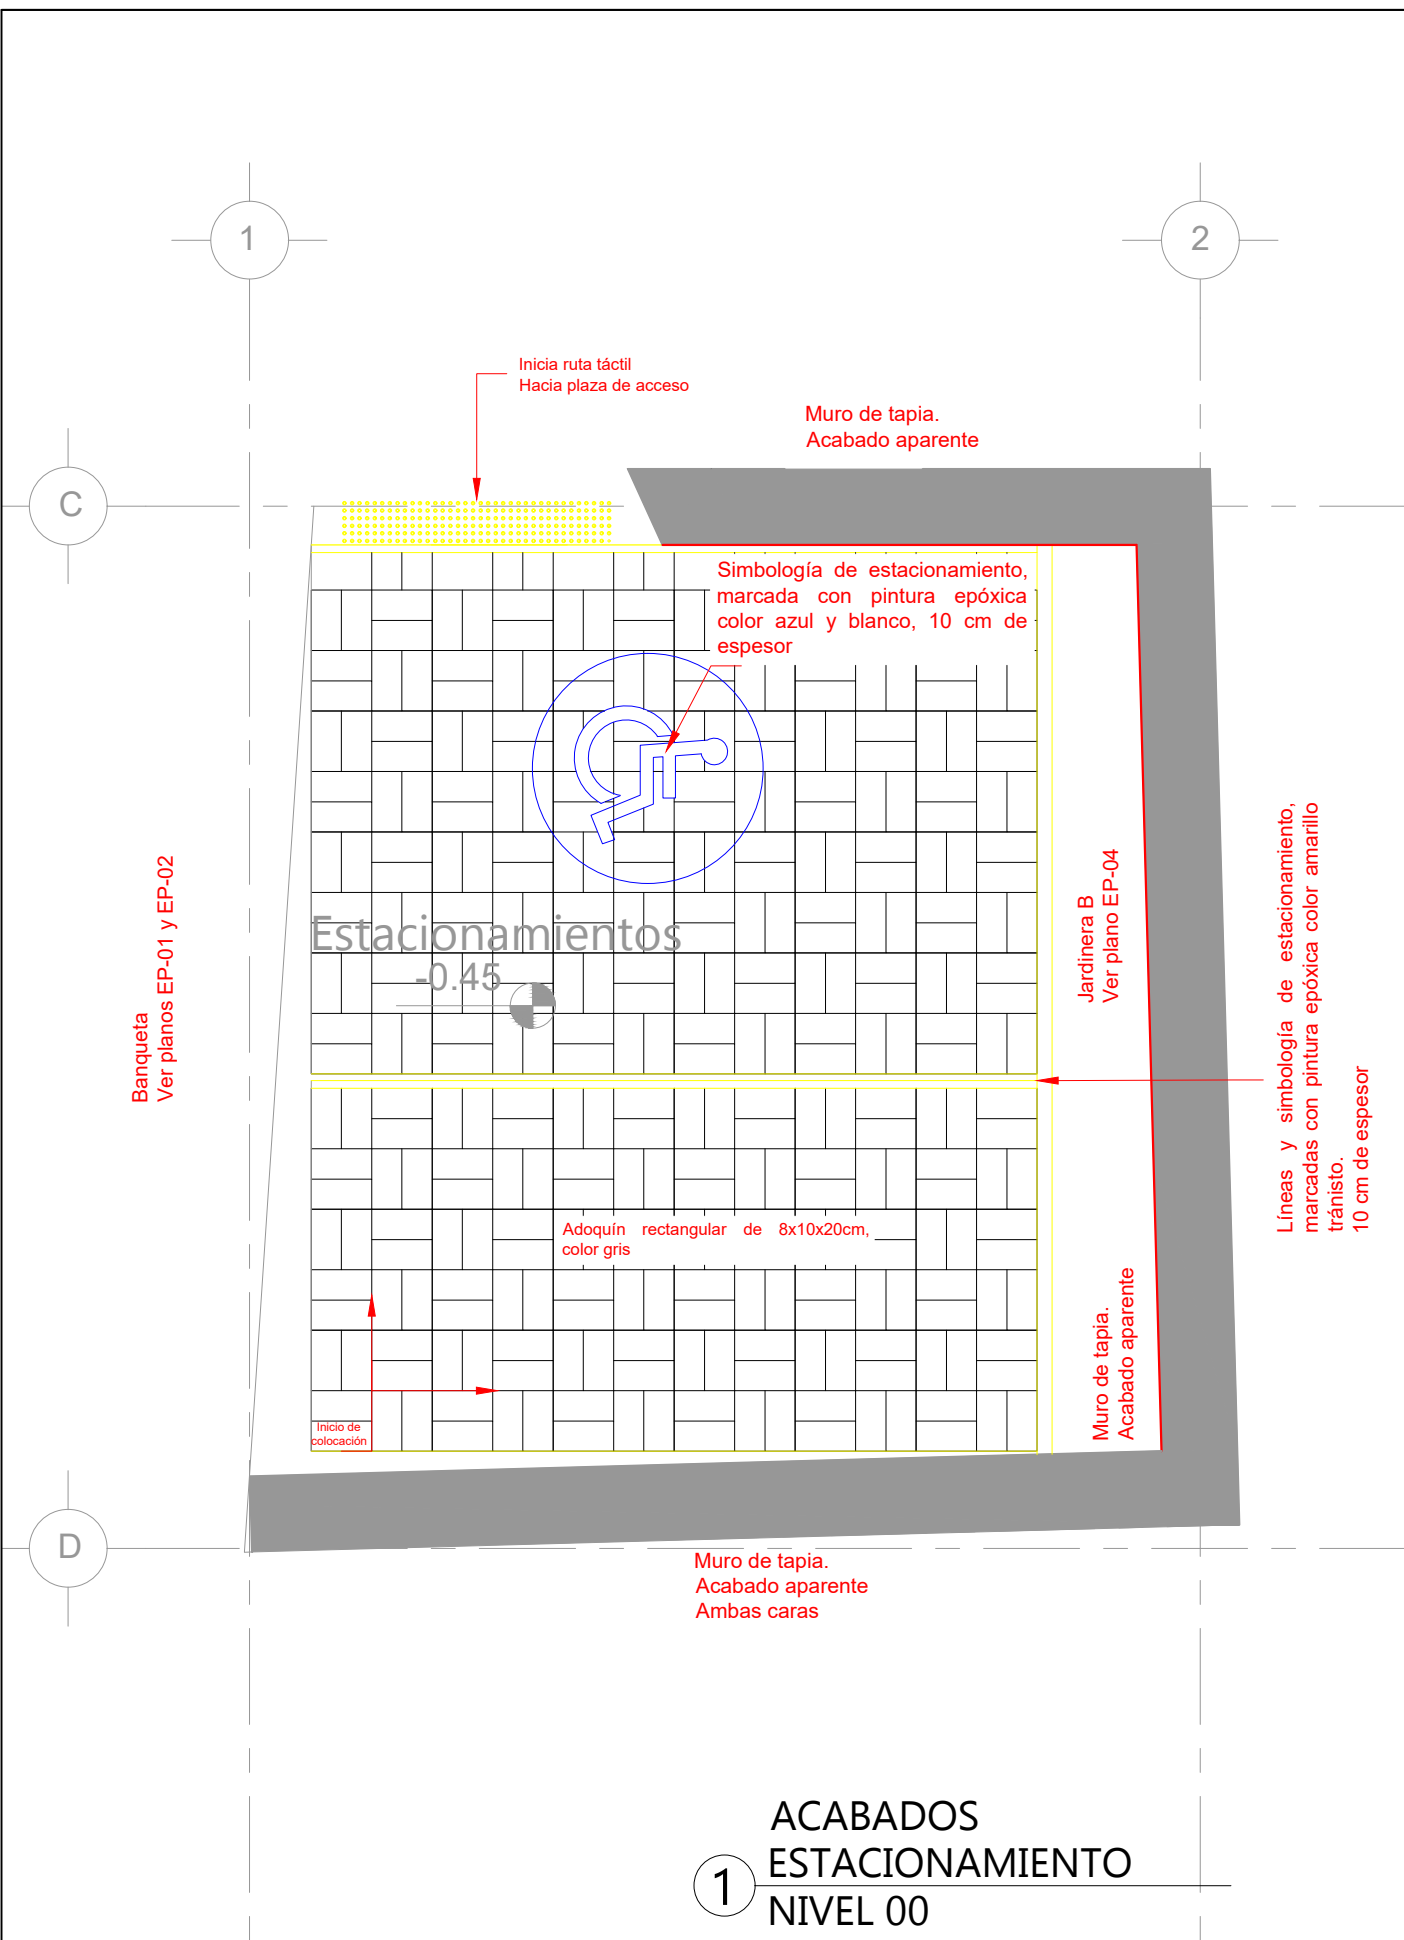 1
2
Inicia ruta táctil
Hacia plaza de acceso
Muro de tapia.
Acabado aparente
C
Simbología de estacionamiento,
marcada con pintura epóxica
color azul y blanco, 10 cm de
espesor
Banqueta
Ver planos EP-01 y EP-02
Estacionamientos
-0.45
Jardinera B
Ver plano EP-04
Líneas y simbología de estacionamiento,
marcadas con pintura epóxica color amarillo
tránisto.
10 cm de espesor
Adoquín rectangular de 8x10x20cm,
color gris
Muro de tapia.
Acabado aparente
Inicio de
colocación
D
Muro de tapia.
Acabado aparente
Ambas caras
1
ACABADOS
ESTACIONAMIENTO
NIVEL 00